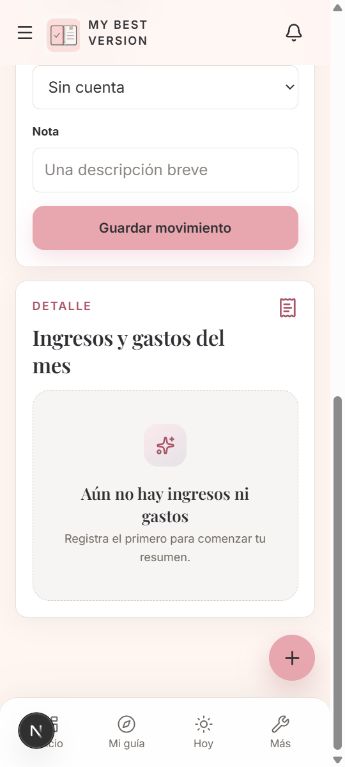 MY BEST
VERSION
Sin cuenta
Nota
Una descripción breve
Guardar movimiento
DETALLE
Ingresos y gastos del
mes
Aún no hay ingresos ni
gastos
Registra el primero para comenzar tu
resumen.
+
N
cio
Mi guía
Hoy
Más